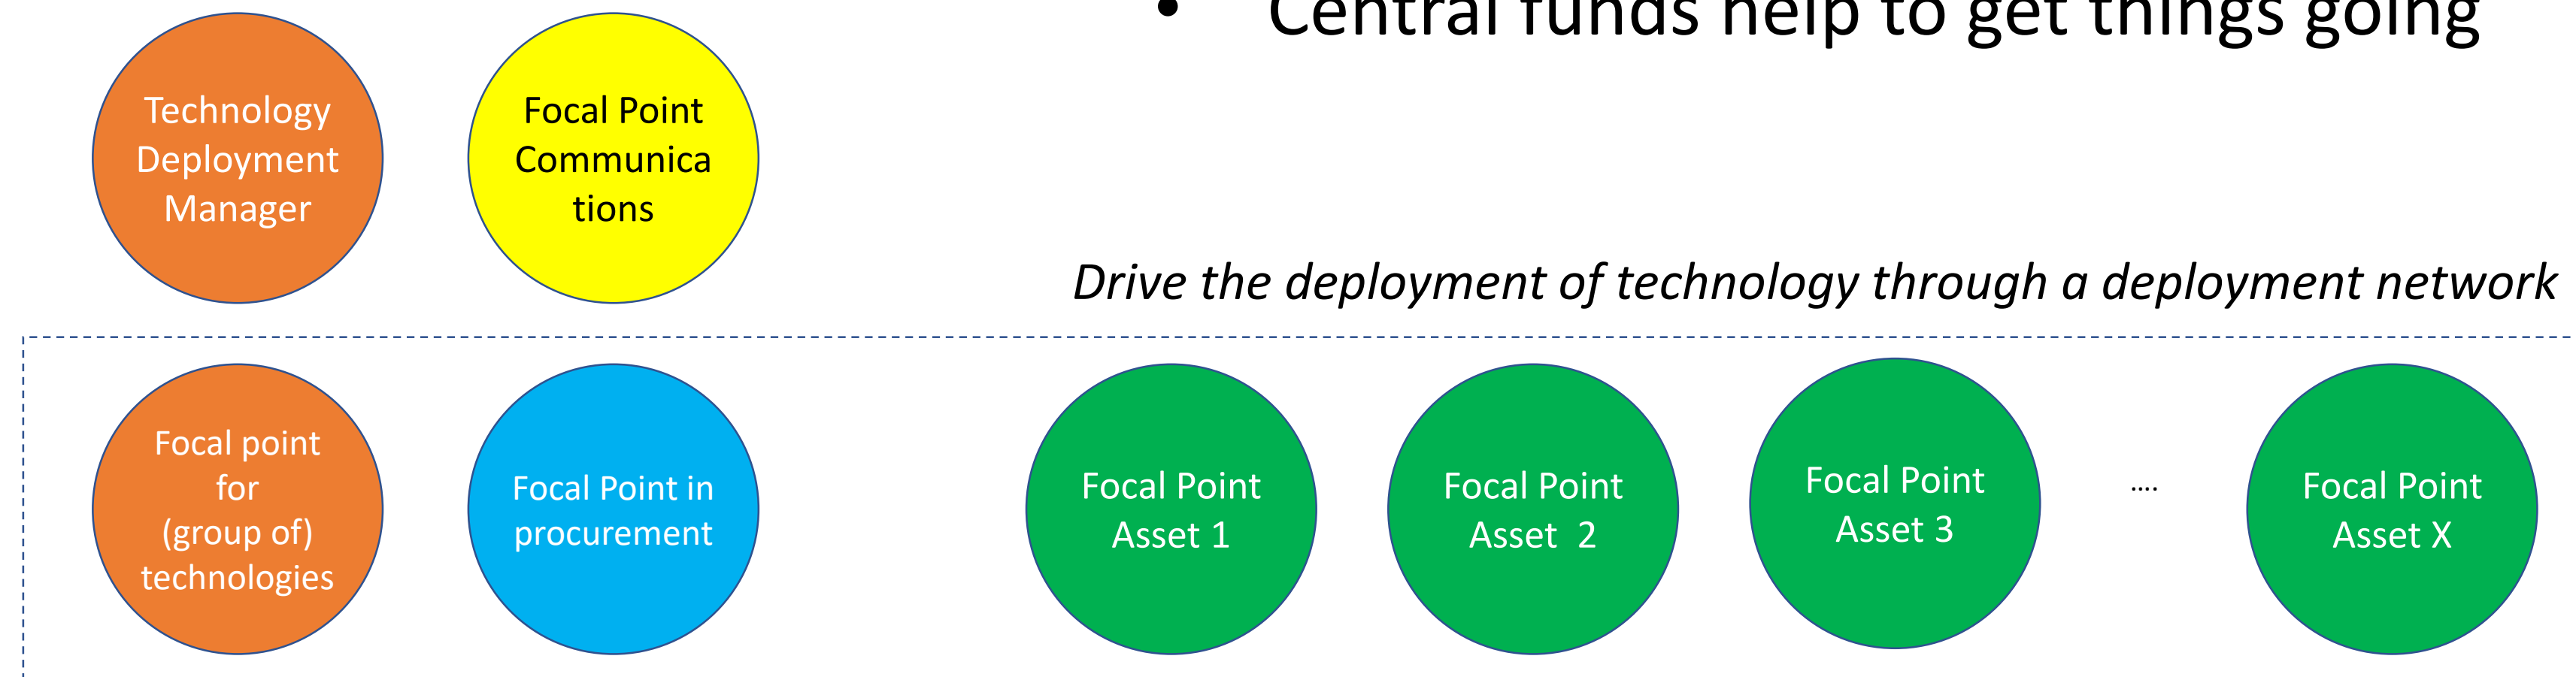 • Central funds help to get things going
Technology
Deployment
Manager
Focal Point
Communica
tions
Drive the deployment of technology through a deployment network
Focal point
for
(group of)
technologies
Focal Point in
procurement
Focal Point
Asset 1
Focal Point
Asset  2
Focal Point
Asset 3
....
Focal Point
Asset X